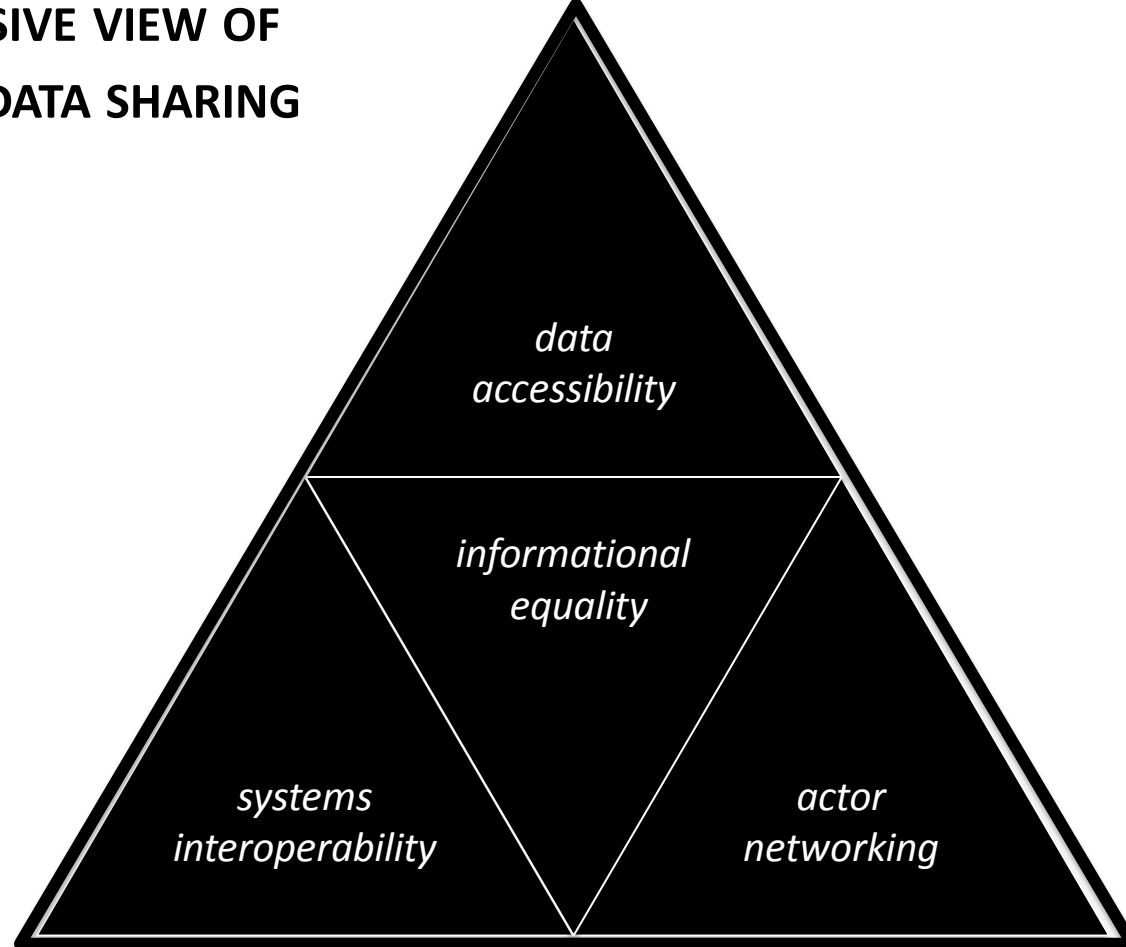 SIVE VIEW OF
DATA SHARING
data
accessibility
informational
equality
systems
interoperability
actor
networking